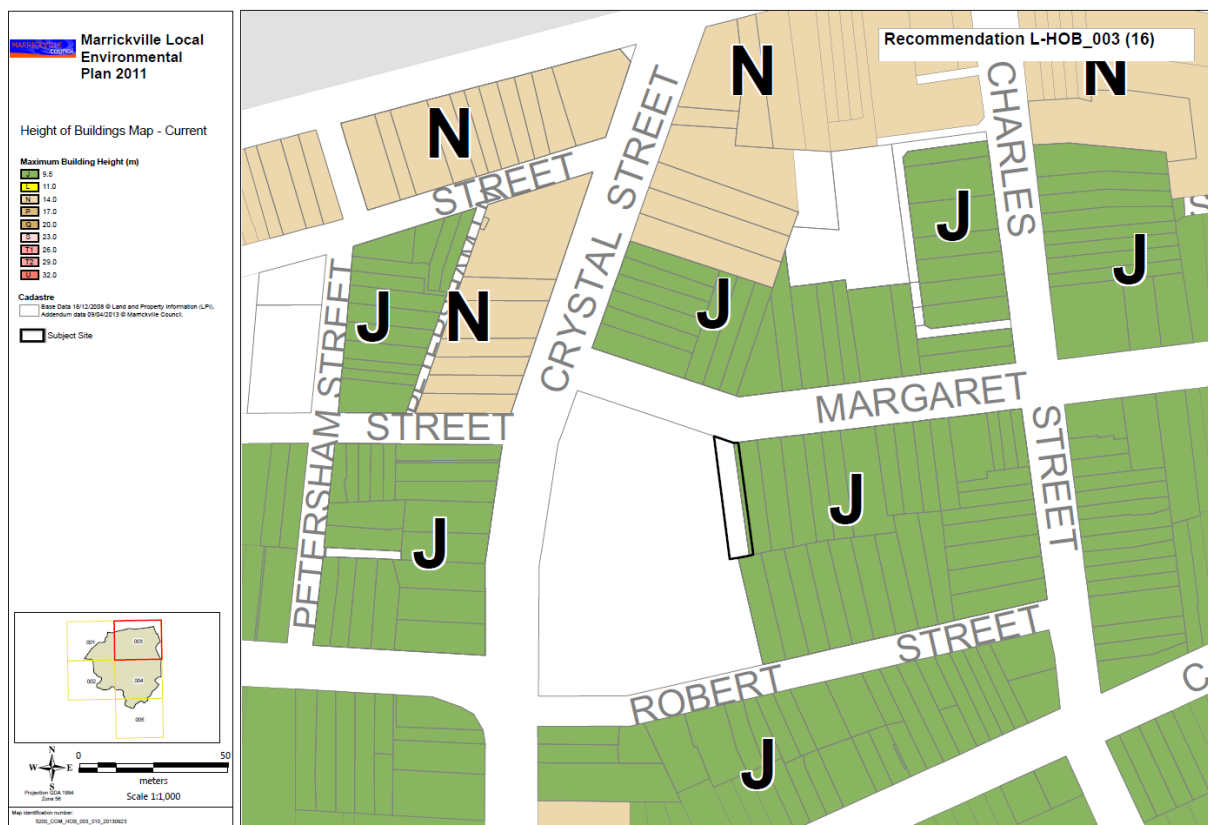 MARRICKVILLE
COUNCIL
Marrickville Local
Environmental
Plan 2011
Height of Buildings Map - Current
Maximum Building Height (m)
J 9.5
L 11.0
N 14.0
P 17.0
Q 20.0
S 23.0
T1 26.0
T2 29.0
U 32.0
Cadastre
Base Data 18/12/2008 © Land and Property Information (LPI).
Addendum data 09/04/2013 © Marrickville Council.
Subject Site
001
003
002
004
005
N
W E
S
0 50
meters
Projection GDA 1994
Zone 56
Scale 1:1,000
Map identification number:
5200_COM_HOB_003_010_20130923
Recommendation L-HOB_003 (16)
N
N
N
STREET
CRYSTAL STREET
CHARLES
STREET
J
J
J
N
J
PETERSHAM STREET
STREET
MARGARET
J
J
ROBERT
STREET
J
C
S